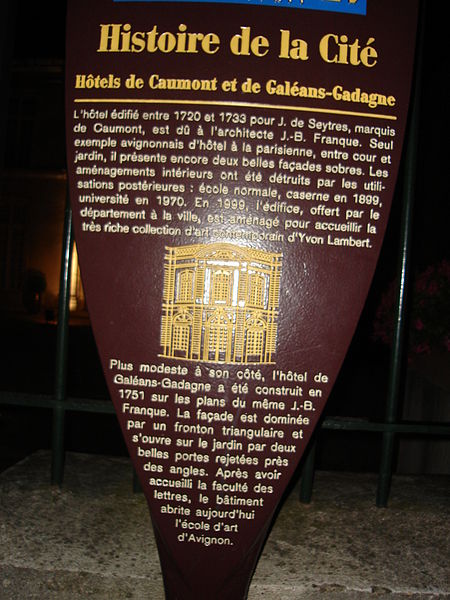 Histoire de la Cité
Hôtels de Caumont et de Galéans-Gadagne
L'hôtel édifié entre 1720 et 1733 pour J. de Seytres, marquis
de Caumont, est dû à l'architecte J.-B. Franque. Seul
exemple avignonnais d'hôtel à la parisienne, entre cour et
jardin, il présente encore deux belles façades sobres. Les
aménagements intérieurs ont été détruits par les utili-
sations postérieures : école normale, caserne en 1899,
université en 1970. En 1999, l'édifice, offert par le
département à la ville, est aménagé pour accueillir la
très riche collection d'art contemporain d'Yvon Lambert.
Plus modeste à son côté, l'hôtel de
Galéans-Gadagne a été construit en
1751 sur les plans du même J.-B.
Franque. La façade est dominée
par un fronton triangulaire et
s'ouvre sur le jardin par deux
belles portes rejetées près
des angles. Après avoir
accueilli la faculté des
lettres, le bâtiment
abrite aujourd'hui
l'école d'art
d'Avignon.